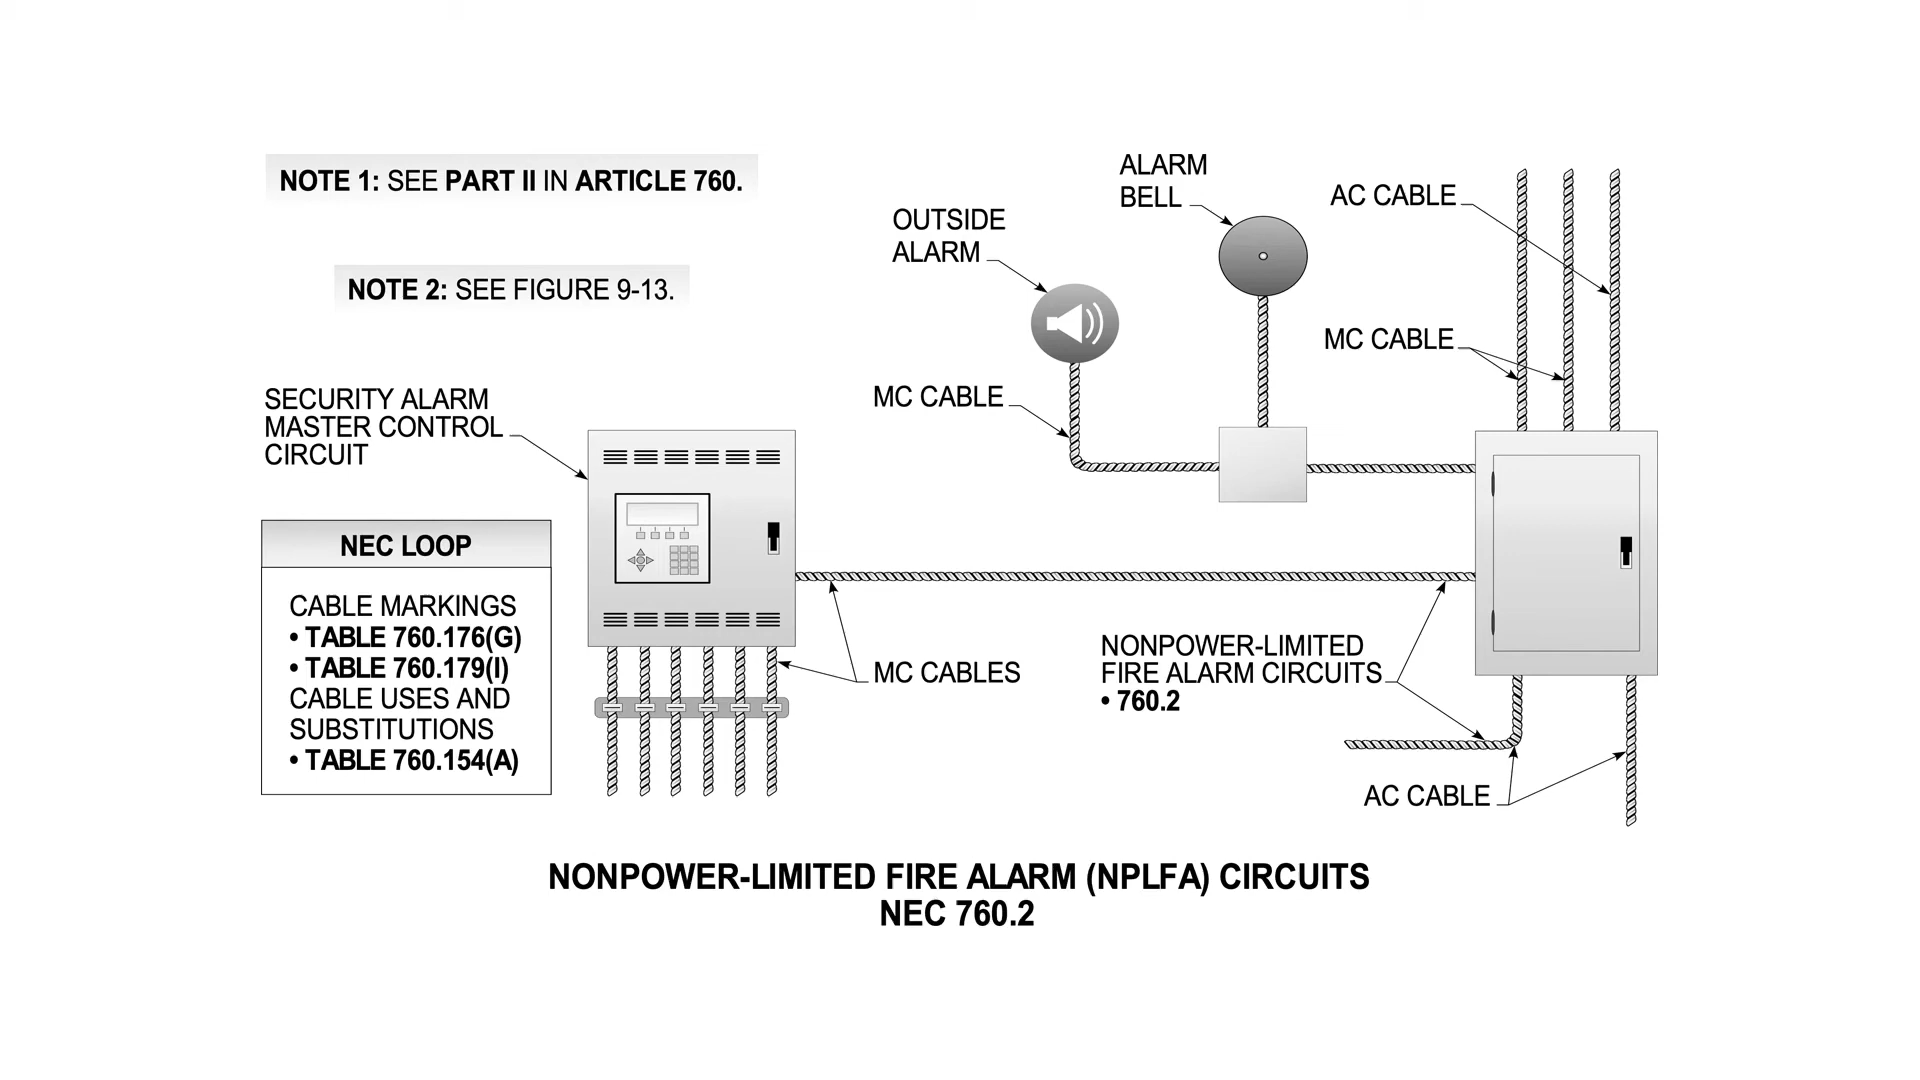 NOTE 1: SEE PART II IN ARTICLE 760.
NOTE 2: SEE FIGURE 9-13.
SECURITY ALARM
MASTER CONTROL
CIRCUIT
NEC LOOP
CABLE MARKINGS
• TABLE 760.176(G)
• TABLE 760.179(I)
CABLE USES AND
SUBSTITUTIONS
• TABLE 760.154(A)
OUTSIDE
ALARM
ALARM
BELL
AC CABLE
MC CABLE
MC CABLE
MC CABLES
NONPOWER-LIMITED
FIRE ALARM CIRCUITS
• 760.2
AC CABLE
NONPOWER-LIMITED FIRE ALARM (NPLFA) CIRCUITS
NEC 760.2